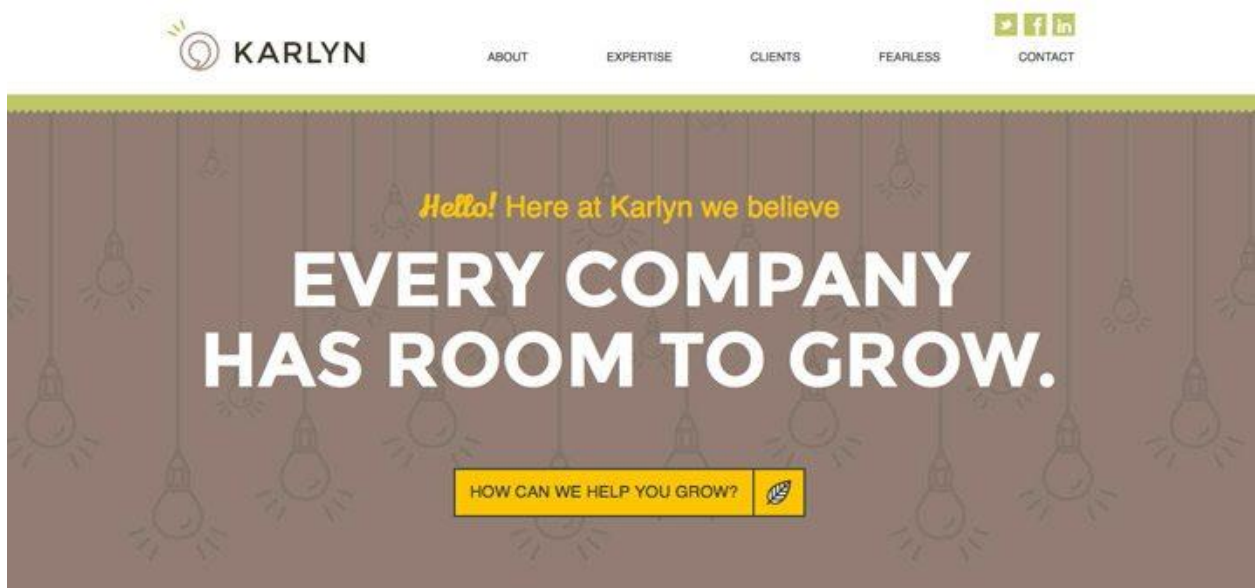 KARLYN
ABOUT EXPERTISE CLIENTS FEARLESS CONTACT
Hello! Here at Karlyn we believe
EVERY COMPANY
HAS ROOM TO GROW.
HOW CAN WE HELP YOU GROW?